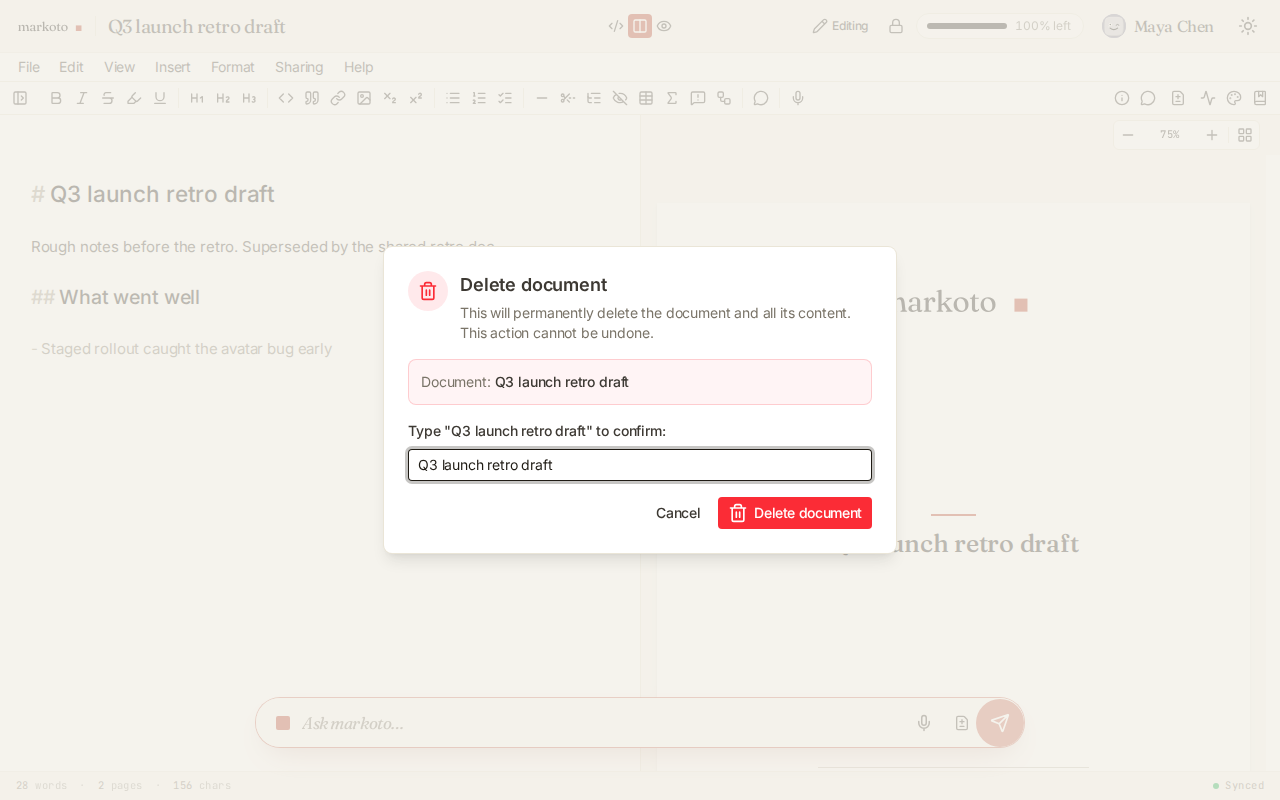 markoto
Q3 launch retro draft
Editing
100% left
Maya Chen
File Edit View Insert Format Sharing Help
H1 H2 H3
75%
# Q3 launch retro draft
Rough notes before the retro. Superseded by the shared retro doc.
## What went well
- Staged rollout caught the avatar bug early
markoto
launch retro draft
Delete document
This will permanently delete the document and all its content.
This action cannot be undone.
Document: Q3 launch retro draft
Type "Q3 launch retro draft" to confirm:
Q3 launch retro draft
Cancel
Delete document
Ask markoto...
28 words · 2 pages · 156 chars
Synced